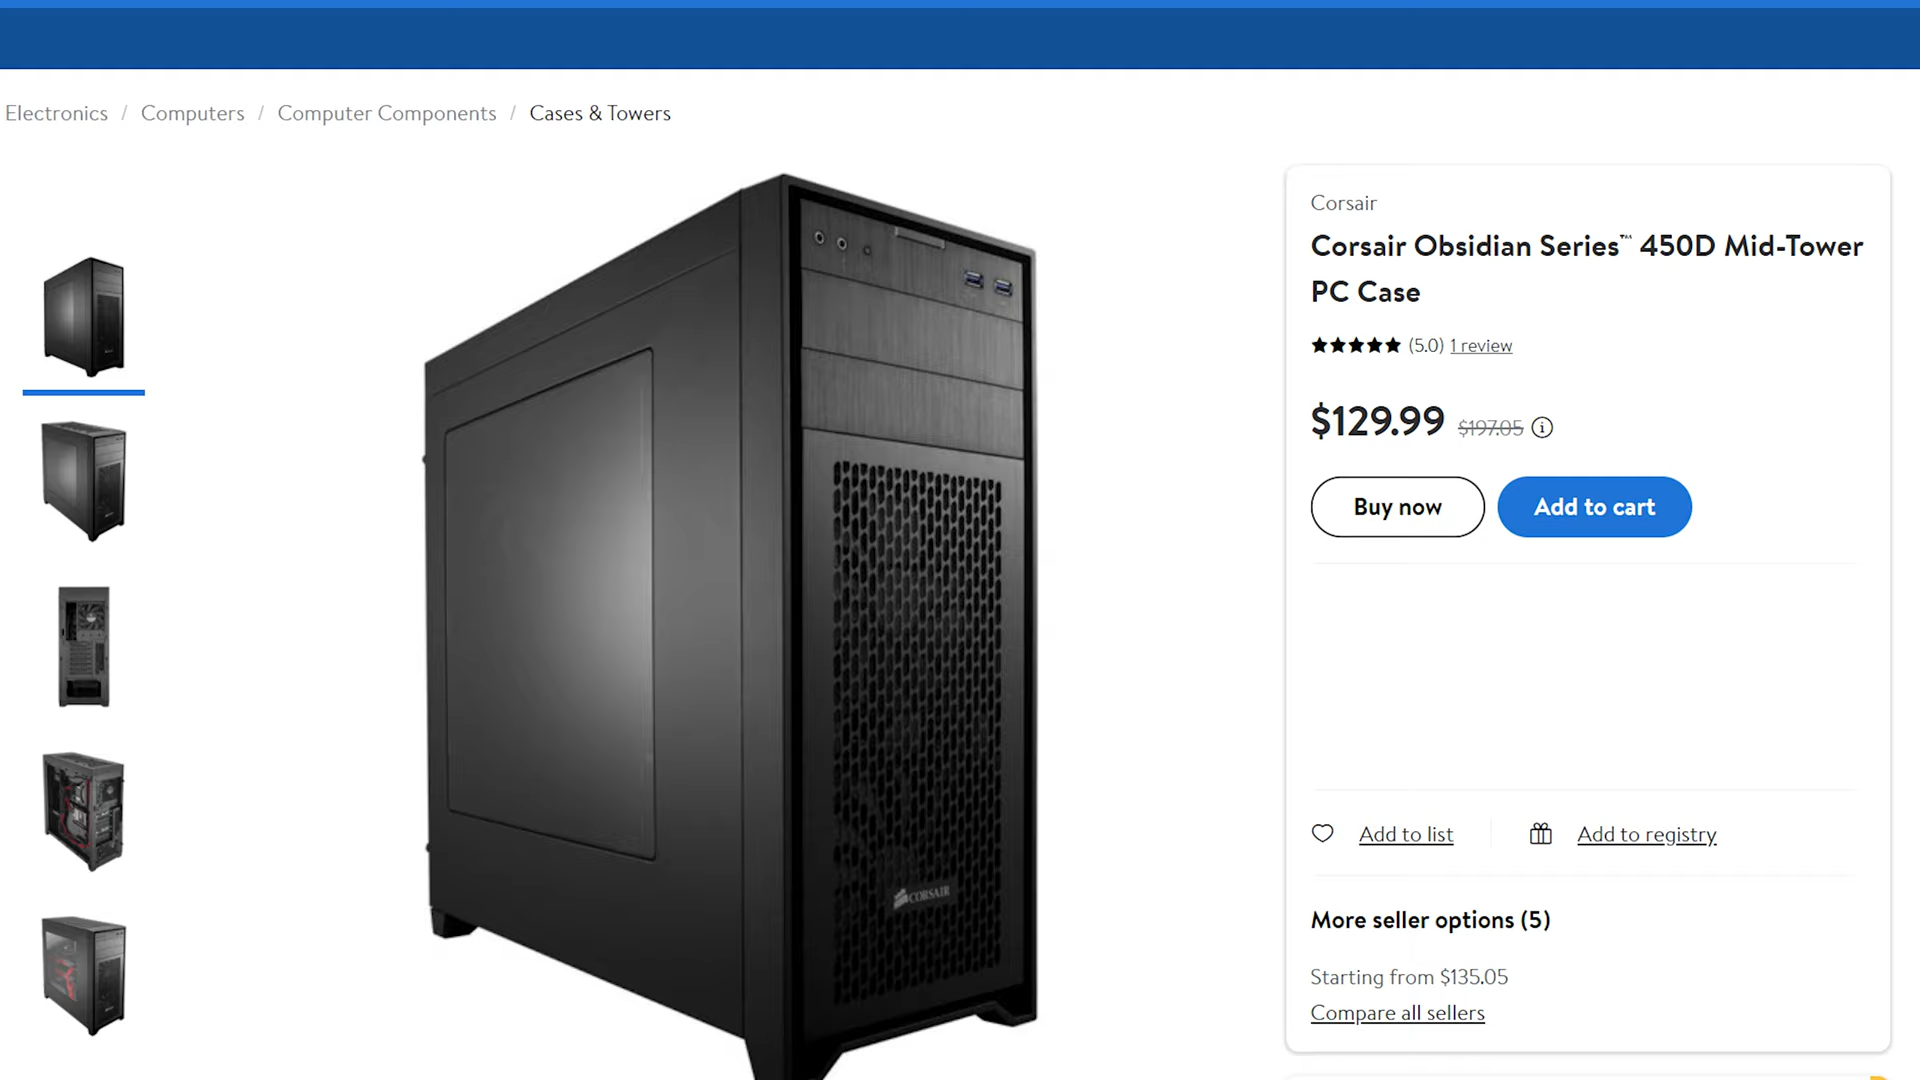 Electronics / Computers / Computer Components / Cases & Towers
Corsair
Corsair Obsidian Series™ 450D Mid-Tower
PC Case
(5.0) 1 review
$129.99 $197.05
Buy now Add to cart
CORSAIR
Add to list Add to registry
More seller options (5)
Starting from $135.05
Compare all sellers